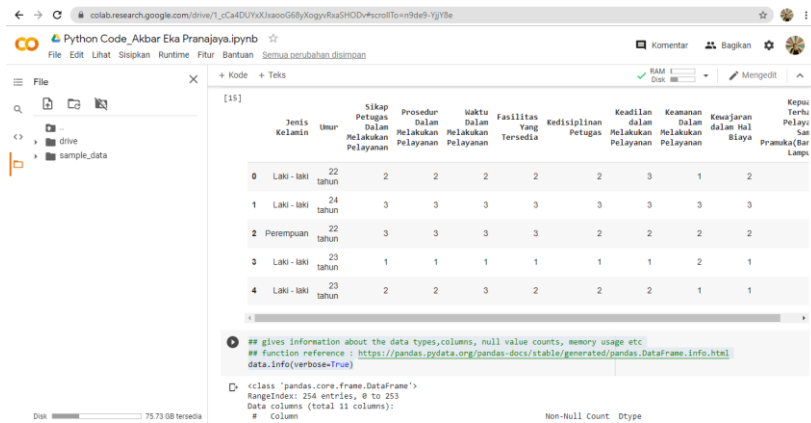 colab.research.google.com/drive/1_cCa4DUYxXJxaooG68yXogyvRxaSHODv#scrollTo=n9de9-YjjY8e
Python Code_Akbar Eka Pranajaya.ipynb
File Edit Lihat Sisipkan Runtime Fitur Bantuan Semua perubahan disimpan
Komentar Bagikan
File
+ Kode + Teks
RAM
Disk
Mengedit
..
drive
sample_data
[15]
Jenis Kelamin Umur Sikap Petugas Dalam Melakukan Pelayanan Prosedur Dalam Melakukan Pelayanan Waktu Dalam Melakukan Pelayanan Fasilitas Yang Tersedia Kedisiplinan Petugas Keadilan dalam Melakukan Pelayanan Keamanan Dalam Melakukan Pelayanan Kewajaran dalam Hal Biaya Kepua Terha Pelaya San Pramuka(Ban Lampu
0 Laki - laki 22 tahun 2 2 2 2 2 3 1 2
1 Laki - laki 24 tahun 3 3 3 3 3 3 3 3
2 Perempuan 22 tahun 3 3 3 3 2 2 2 2
3 Laki - laki 23 tahun 1 1 1 1 1 1 2 1
4 Laki - laki 23 tahun 2 2 3 2 2 2 1 1
## gives information about the data types,columns, null value counts, memory usage etc
## function reference : https://pandas.pydata.org/pandas-docs/stable/generated/pandas.DataFrame.info.html
data.info(verbose=True)
<class 'pandas.core.frame.DataFrame'>
RangeIndex: 254 entries, 0 to 253
Data columns (total 11 columns):
# Column Non-Null Count Dtype
Disk 75.73 GB tersedia